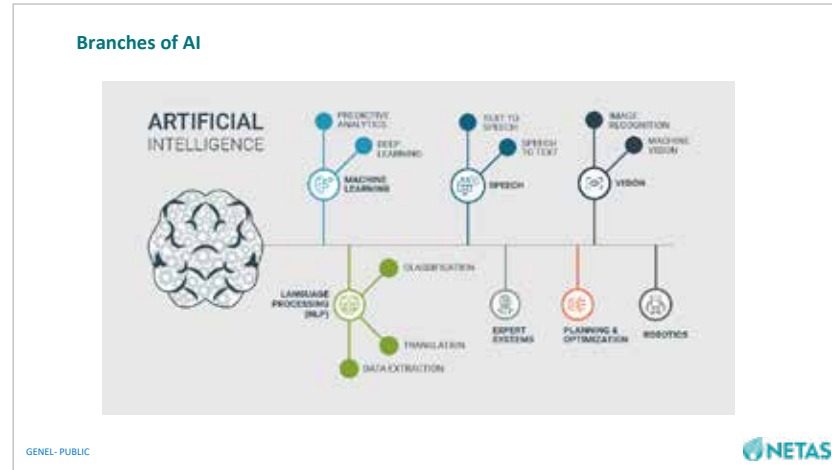 Branches of AI
ARTIFICIAL
INTELLIGENCE
PREDICTIVE
ANALYTICS
DEEP
LEARNING
MACHINE
LEARNING
TEXT TO
SPEECH
SPEECH
TO TEXT
SPEECH
IMAGE
RECOGNITION
MACHINE
VISION
VISION
LANGUAGE
PROCESSING
(NLP)
CLASSIFICATION
TRANSLATION
DATA EXTRACTION
EXPERT
SYSTEMS
PLANNING &
OPTIMIZATION
ROBOTICS
GENEL- PUBLIC
NETAS